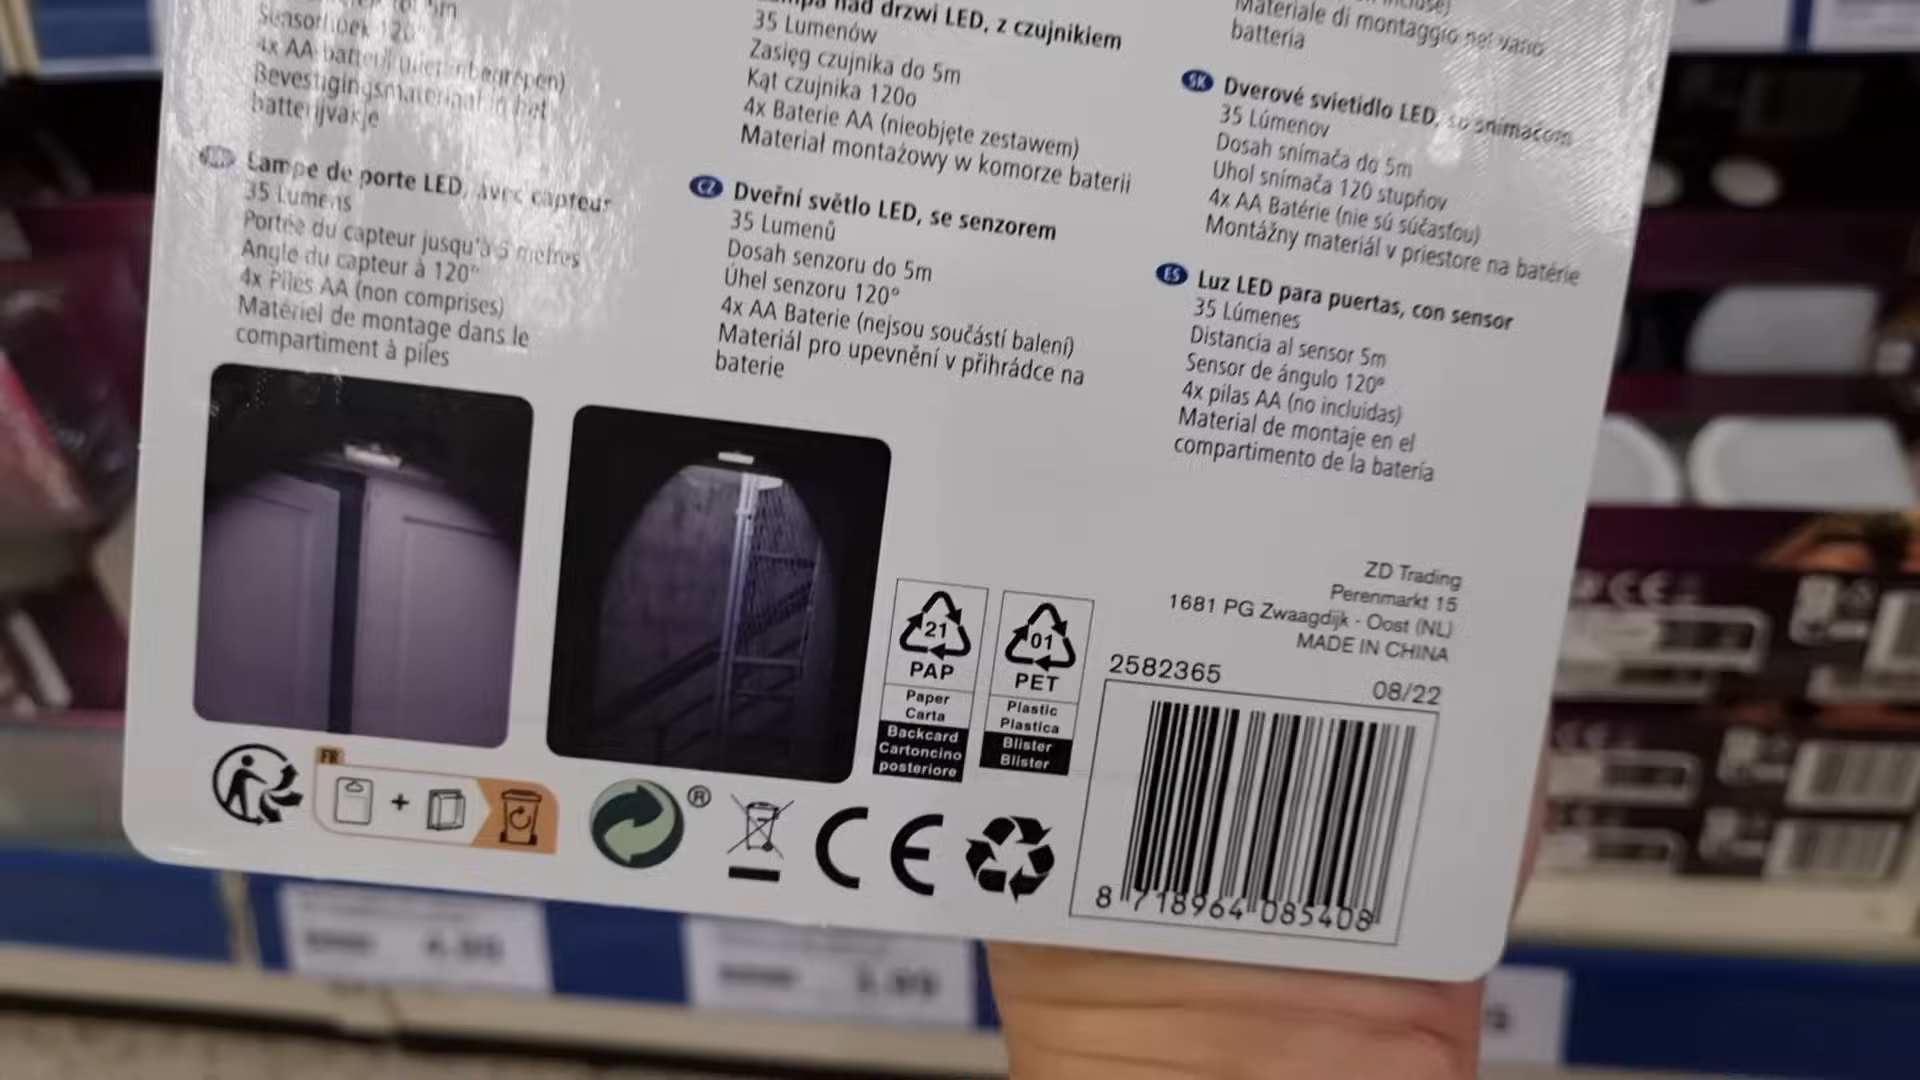 4x AA
Bevestigingsmateriaal in het
batterijvakje
Lampe de porte LED, avec capteur
35 Lumens
Portée du capteur jusqu'à 5 mètres
Angle du capteur à 120°
4x Piles AA (non comprises)
Matériel de montage dans le
compartiment à piles
nad drzwi LED, z czujnikiem
35 Lumenów
Zasięg czujnika do 5m
Kąt czujnika 120o
4x Baterie AA (nieobjęte zestawem)
Materiał montażowy w komorze baterii
CZ Dveřní světlo LED, se senzorem
35 Lumenů
Dosah senzoru do 5m
Úhel senzoru 120°
4x AA Baterie (nejsou součástí balení)
Materiál pro upevnění v přihrádce na
baterie
Materiale di montaggio nel vano
batteria
SK Dverové svietidlo LED, so snímačom
35 Lúmenov
Dosah snímača do 5m
Uhol snímača 120 stupňov
4x AA Batérie (nie sú súčasťou)
Montážny materiál v priestore na batérie
ES Luz LED para puertas, con sensor
35 Lúmenes
Distancia al sensor 5m
Sensor de ángulo 120°
4x pilas AA (no incluidas)
Material de montaje en el
compartimento de la batería
ZD Trading
Perenmarkt 15
1681 PG Zwaagdijk - Oost (NL)
MADE IN CHINA
2582365
08/22
8 718964 085408
21
PAP
Paper
Carta
Backcard
Cartoncino
posteriore
01
PET
Plastic
Plastica
Blister
Blister
FR
+
®
CE